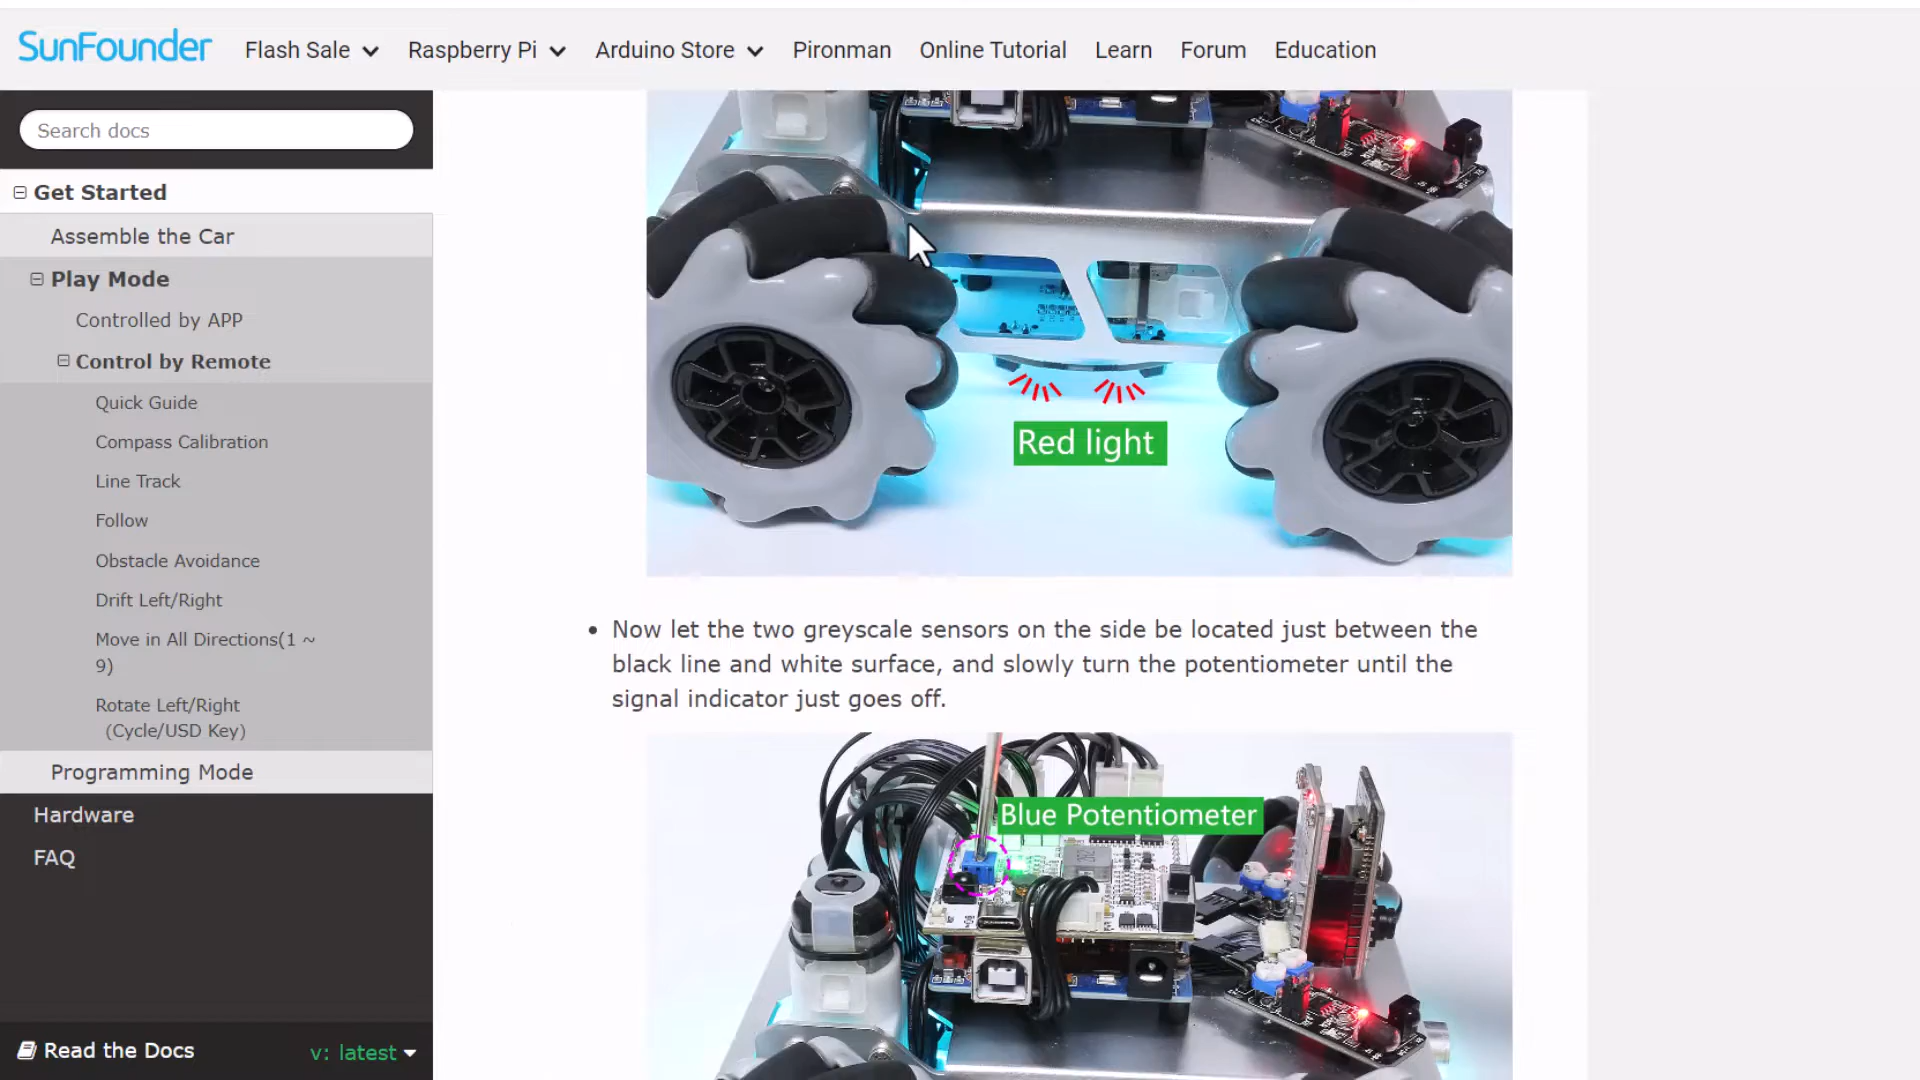 SunFounder
Flash Sale
Raspberry Pi
Arduino Store
Pironman
Online Tutorial
Learn
Forum
Education
Search docs
Get Started
Assemble the Car
Play Mode
Controlled by APP
Control by Remote
Quick Guide
Compass Calibration
Line Track
Follow
Obstacle Avoidance
Drift Left/Right
Move in All Directions(1 ~
9)
Rotate Left/Right
(Cycle/USD Key)
Programming Mode
Hardware
FAQ
Read the Docs
v: latest
Red light
Now let the two greyscale sensors on the side be located just between the
black line and white surface, and slowly turn the potentiometer until the
signal indicator just goes off.
Blue Potentiometer